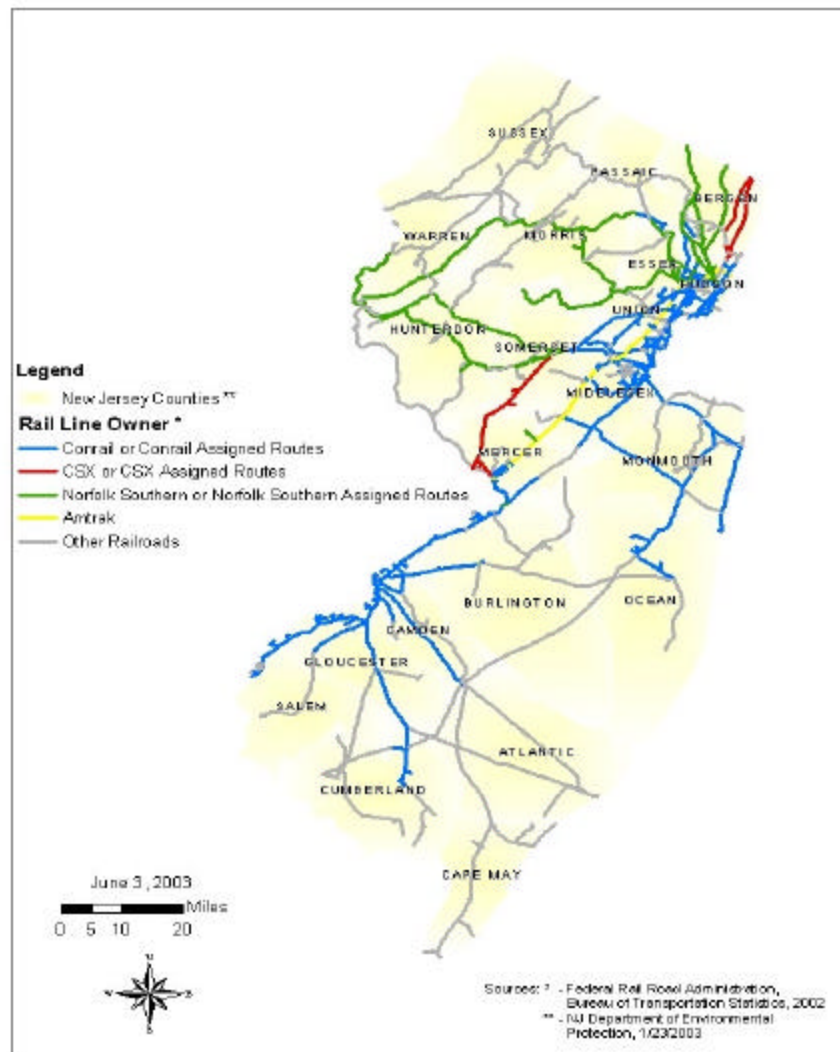 SUSSEX
PASSAIC
BERGEN
WARREN
MORRIS
ESSEX
HUDSON
UNION
HUNTERDON
SOMERSET
Legend
New Jersey Counties **
Rail Line Owner *
Conrail or Conrail Assigned Routes
CSX or CSX Assigned Routes
Norfolk Southern or Norfolk Southern Assigned Routes
Amtrak
Other Railroads
MIDDLESEX
MERCER
MONMOUTH
BURLINGTON
OCEAN
CAMDEN
GLOUCESTER
SALEM
ATLANTIC
CUMBERLAND
CAPE MAY
June 3, 2003
Miles
0 5 10 20
N
W E
S
Sources: * - Federal Rail Road Administration,
Bureau of Transportation Statistics, 2002
** - NJ Department of Environmental
Protection, 1/23/2003